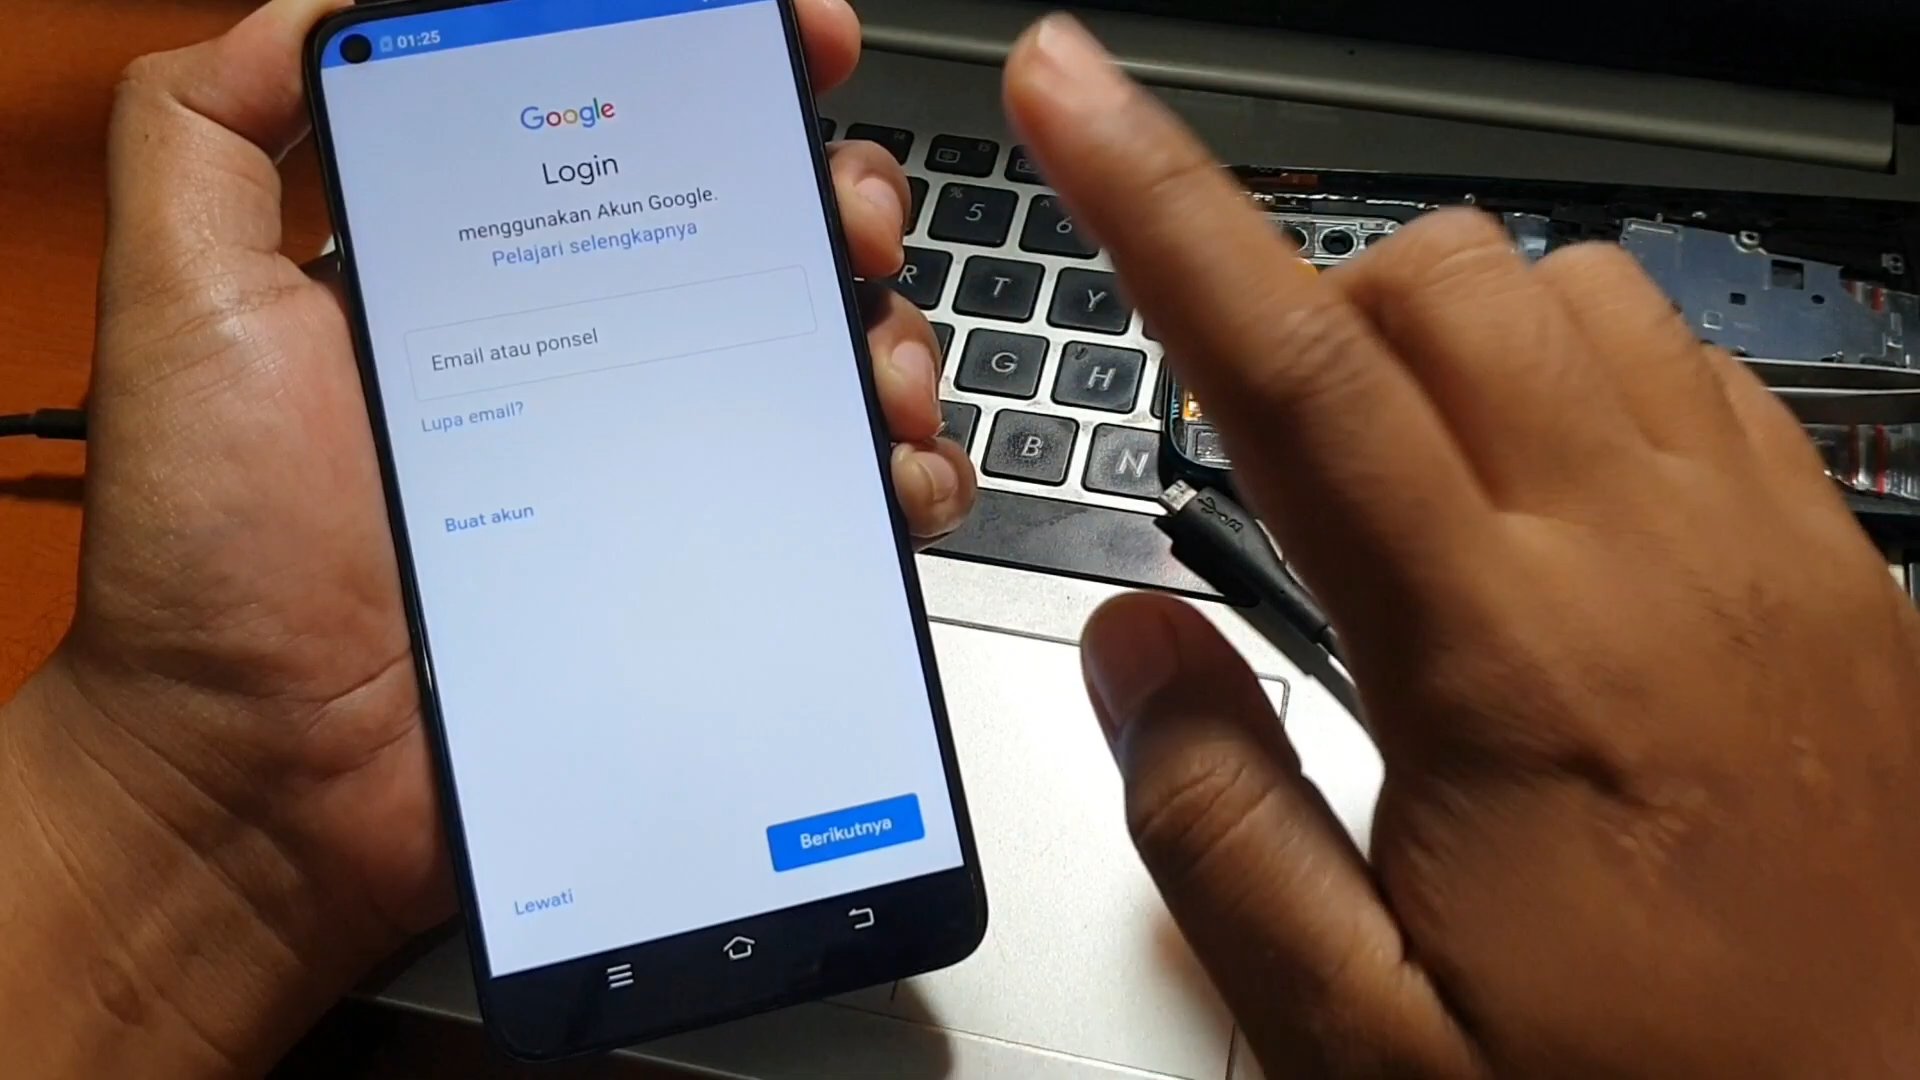 01:25
Google
Login
menggunakan Akun Google.
Pelajari selengkapnya
Email atau ponsel
Lupa email?
Buat akun
Berikutnya
Lewati
% 5
6
R T Y
G H
B N